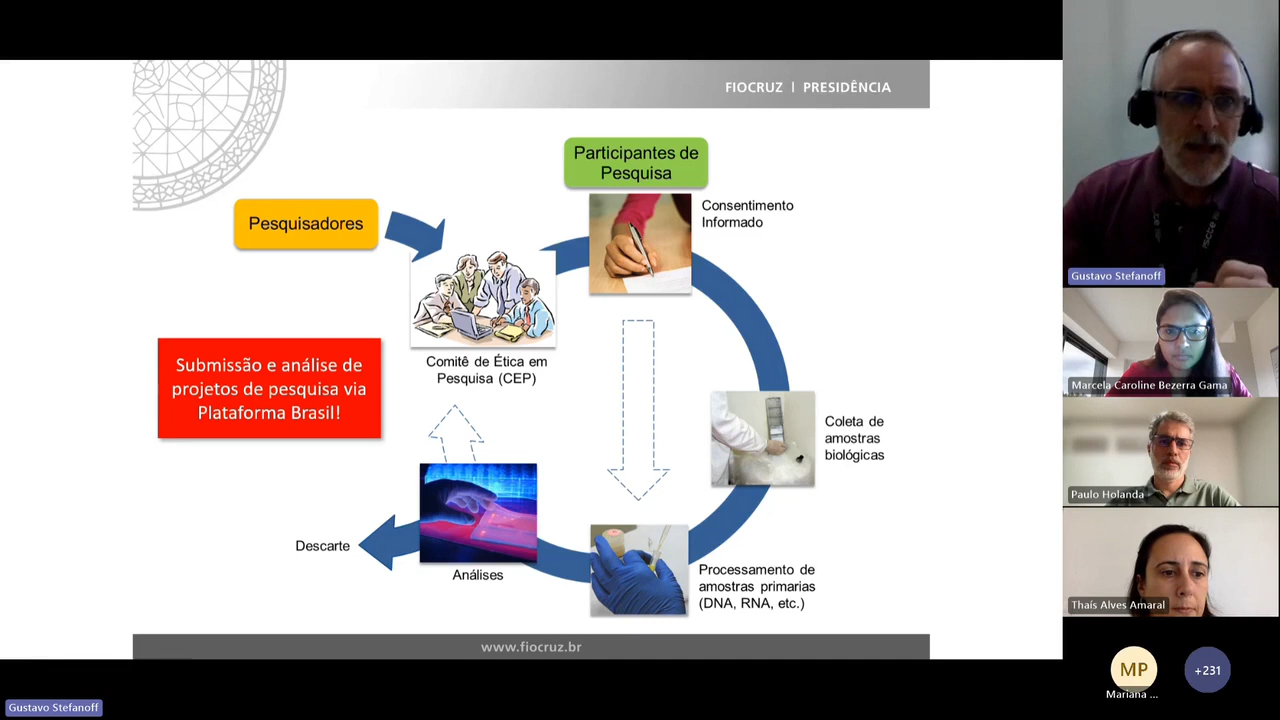 FIOCRUZ | PRESIDÊNCIA
Participantes de
Pesquisa
Pesquisadores
Consentimento
Informado
Submissão e análise de
projetos de pesquisa via
Plataforma Brasil!
Comitê de Ética em
Pesquisa (CEP)
Coleta de
amostras
biológicas
Descarte
Análises
Processamento de
amostras primarias
(DNA, RNA, etc.)
www.fiocruz.br
Gustavo Stefanoff
Gustavo Stefanoff
Marcela Caroline Bezerra Gama
Paulo Holanda
Thaís Alves Amaral
MP
Mariana ...
+231